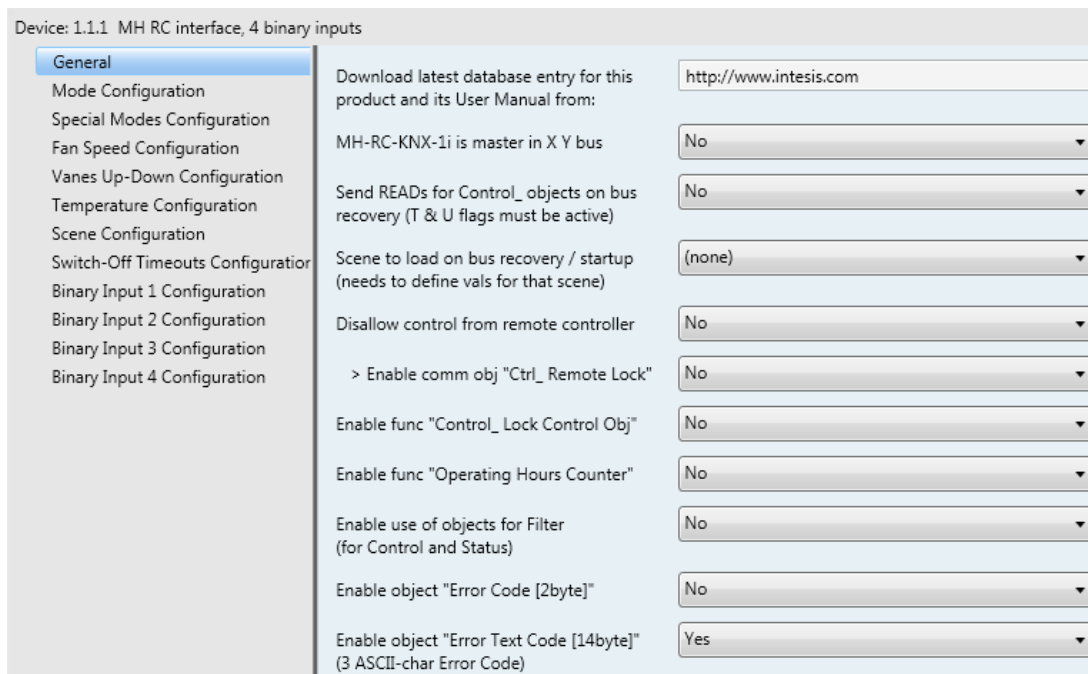 Device: 1.1.1 MH RC interface, 4 binary inputs
General
Mode Configuration
Special Modes Configuration
Fan Speed Configuration
Vanes Up-Down Configuration
Temperature Configuration
Scene Configuration
Switch-Off Timeouts Configuration
Binary Input 1 Configuration
Binary Input 2 Configuration
Binary Input 3 Configuration
Binary Input 4 Configuration
Download latest database entry for this
product and its User Manual from:
http://www.intesis.com
MH-RC-KNX-1i is master in X Y bus
No
Send READs for Control_ objects on bus
recovery (T & U flags must be active)
No
Scene to load on bus recovery / startup
(needs to define vals for that scene)
(none)
Disallow control from remote controller
No
> Enable comm obj "Ctrl_ Remote Lock"
No
Enable func "Control_ Lock Control Obj"
No
Enable func "Operating Hours Counter"
No
Enable use of objects for Filter
(for Control and Status)
No
Enable object "Error Code [2byte]"
No
Enable object "Error Text Code [14byte]"
(3 ASCII-char Error Code)
Yes